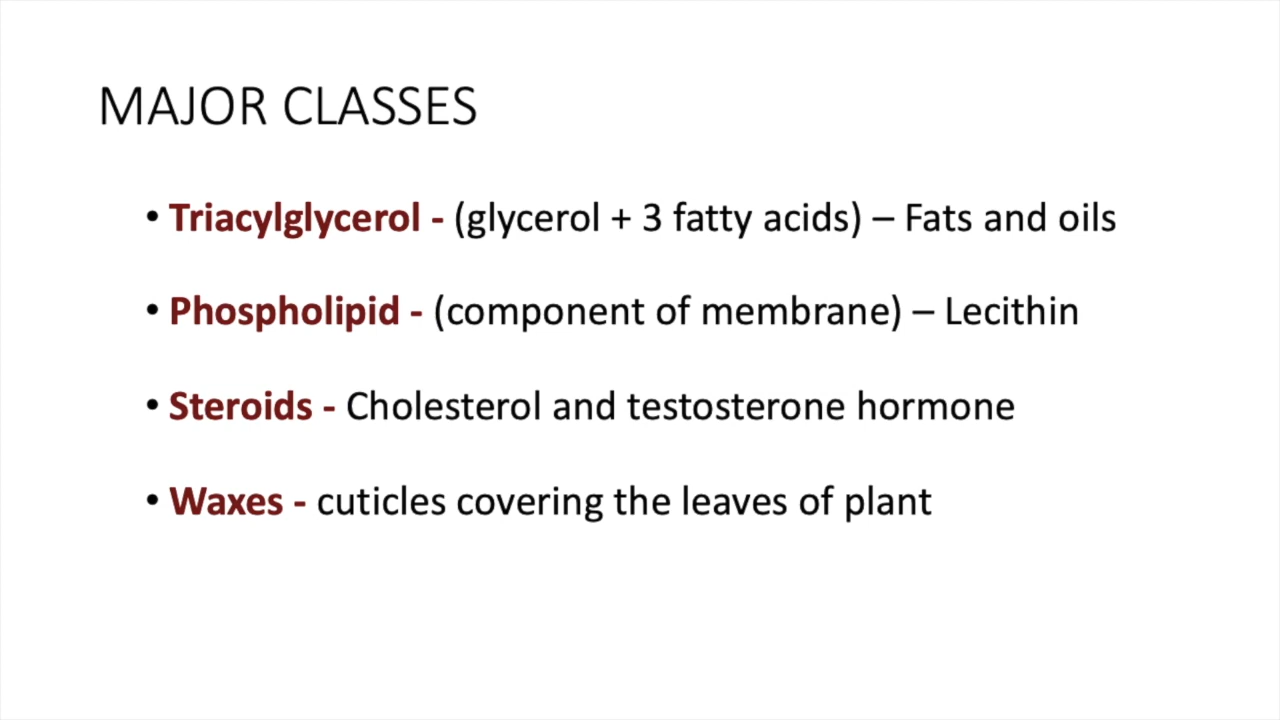 MAJOR CLASSES
• Triacylglycerol - (glycerol + 3 fatty acids) – Fats and oils
• Phospholipid - (component of membrane) – Lecithin
• Steroids - Cholesterol and testosterone hormone
• Waxes - cuticles covering the leaves of plant